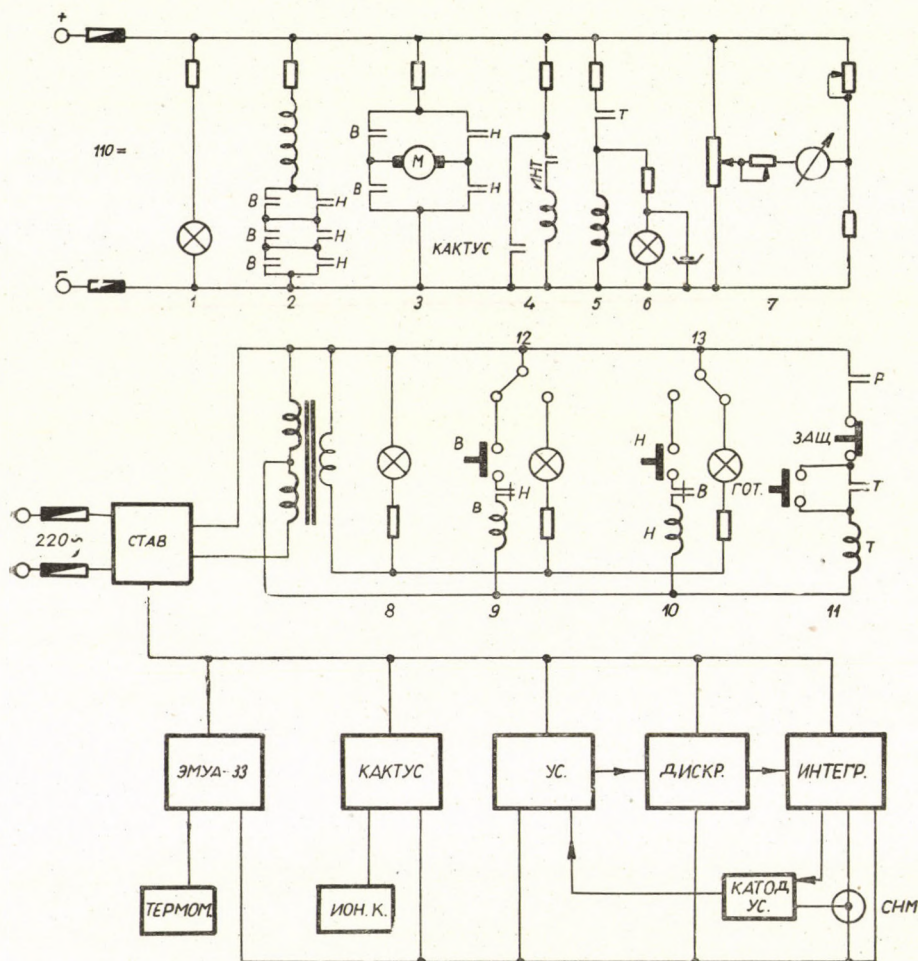 +
110 =
В
Н
В
Н
В
Н
В
М
Н
В
Н
КАКТУС
ИНТ
Т
1
2
3
4
5
6
7
12
13
Р
ЗАЩ
В
Н
Н
В
ГОТ.
Т
В
Н
Т
220 ~
СТАВ
8
9
10
11
ЭМУА-33
КАКТУС
УС.
ДИСКР.
ИНТЕГР.
ТЕРМОМ.
ИОН. К.
КАТОД
УС.
СНМ